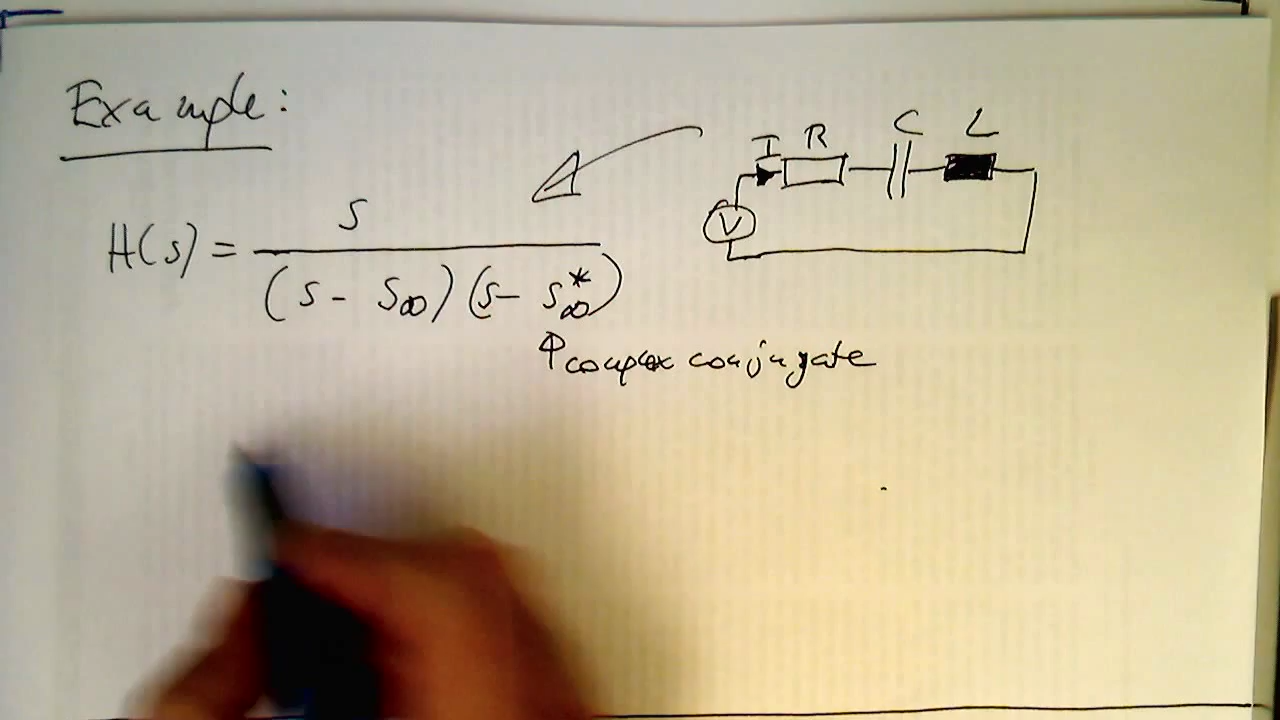 Example:
I R C L
V
H(s) = s / (s - s∞)(s - s∞*)
complex conjugate